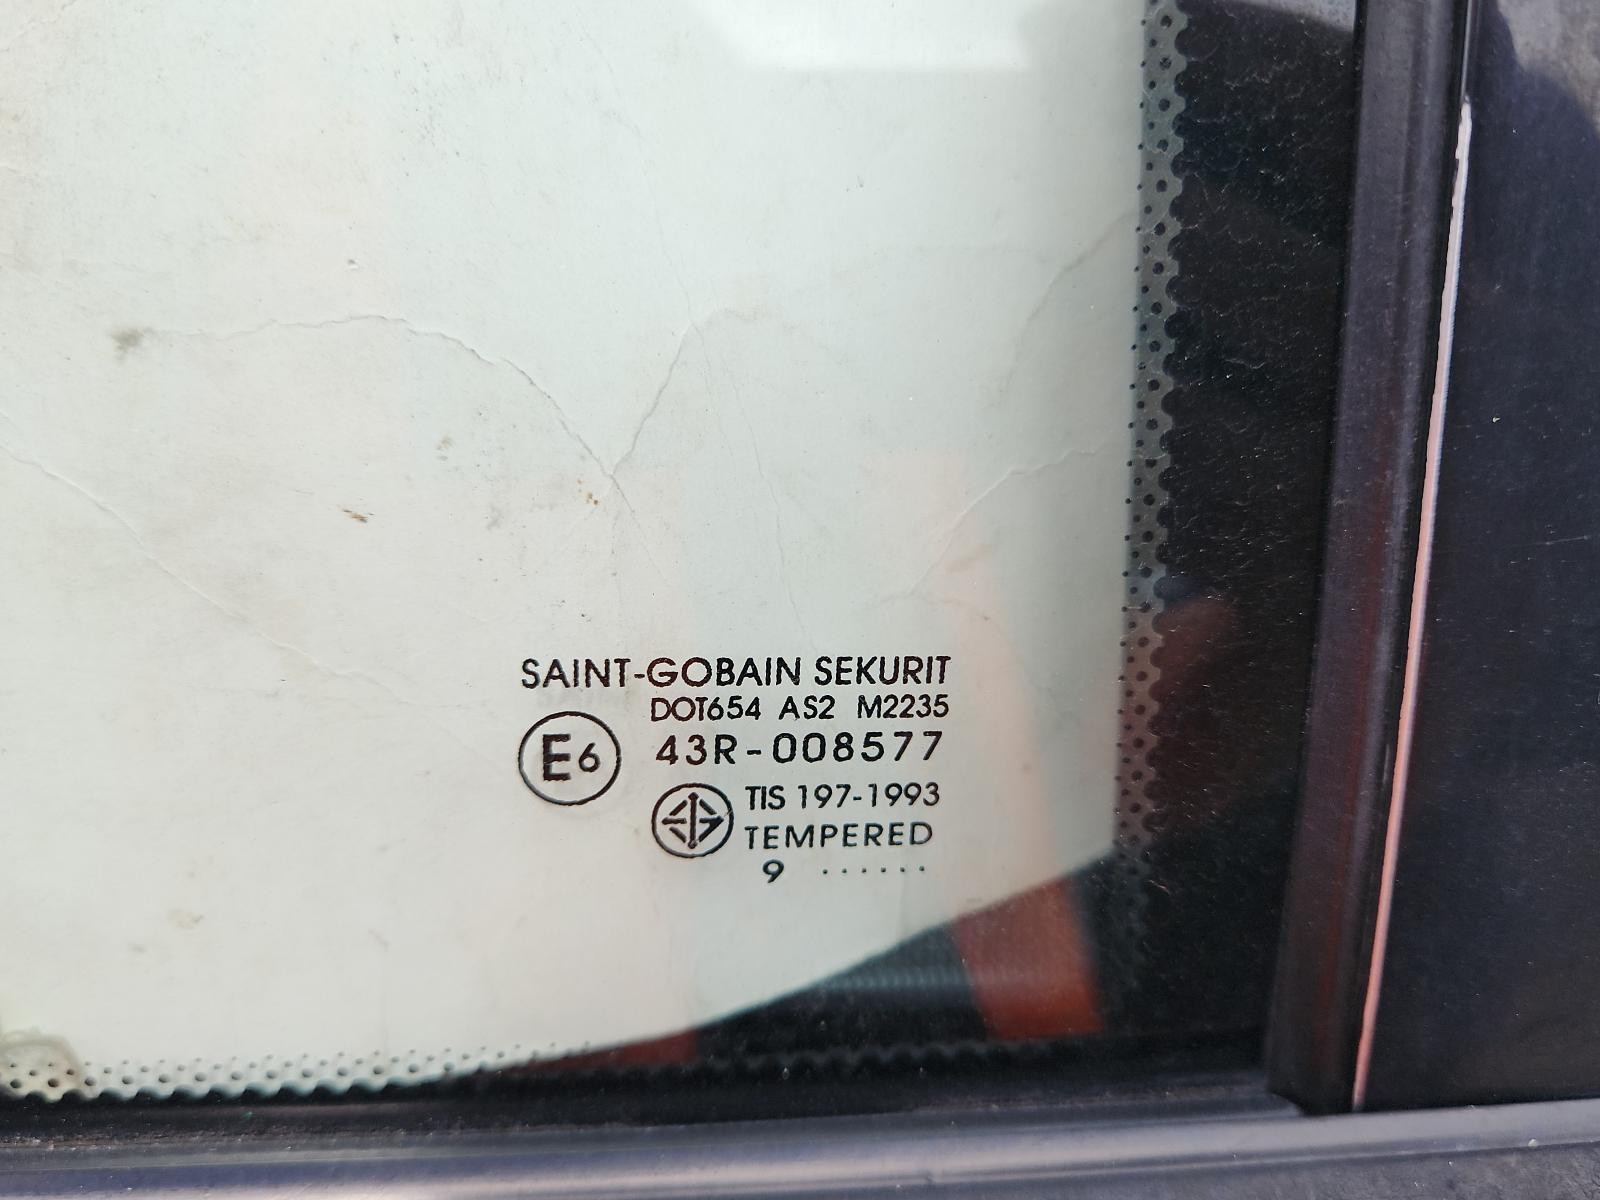 SAINT-GOBAIN SEKURIT
DOT654 AS2 M2235
E6 43R-008577
TIS 197-1993
TEMPERED
9 ......